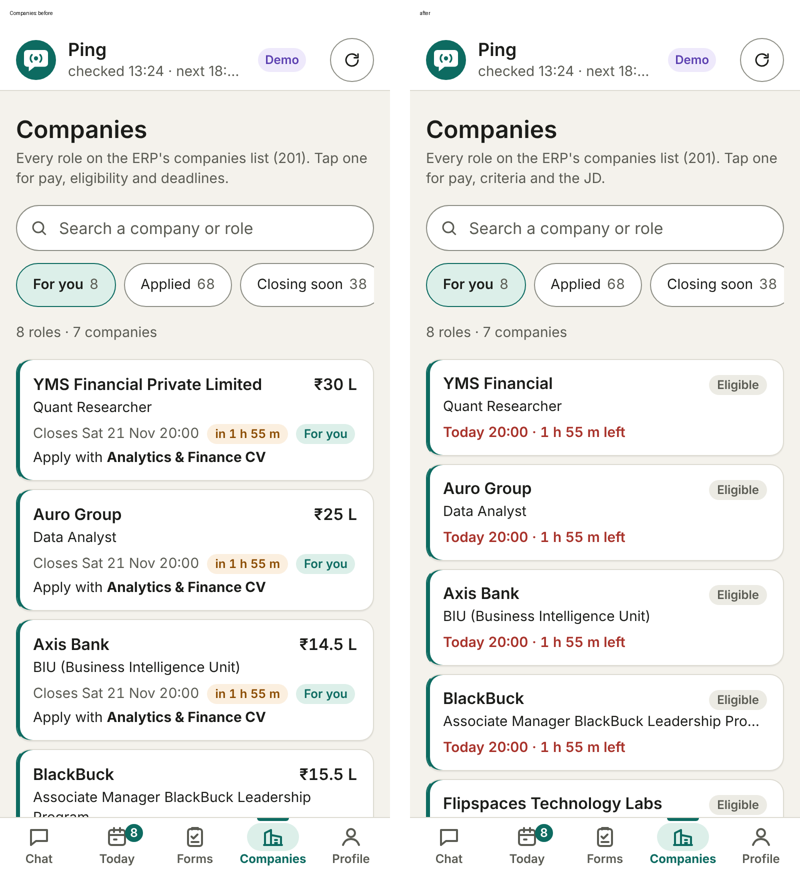 Companies before
Ping
checked 13:24 · next 18:...
Demo
Companies
Every role on the ERP's companies list (201). Tap one
for pay, eligibility and deadlines.
Search a company or role
For you 8
Applied 68
Closing soon 38
8 roles · 7 companies
YMS Financial Private Limited
₹30 L
Quant Researcher
Closes Sat 21 Nov 20:00 in 1 h 55 m For you
Apply with Analytics & Finance CV
Auro Group
₹25 L
Data Analyst
Closes Sat 21 Nov 20:00 in 1 h 55 m For you
Apply with Analytics & Finance CV
Axis Bank
₹14.5 L
BIU (Business Intelligence Unit)
Closes Sat 21 Nov 20:00 in 1 h 55 m For you
Apply with Analytics & Finance CV
BlackBuck
₹15.5 L
Associate Manager BlackBuck Leadership
Program
8
Chat Today Forms Companies Profile
after
Ping
checked 13:24 · next 18:...
Demo
Companies
Every role on the ERP's companies list (201). Tap one
for pay, criteria and the JD.
Search a company or role
For you 8
Applied 68
Closing soon 38
8 roles · 7 companies
YMS Financial
Eligible
Quant Researcher
Today 20:00 · 1 h 55 m left
Auro Group
Eligible
Data Analyst
Today 20:00 · 1 h 55 m left
Axis Bank
Eligible
BIU (Business Intelligence Unit)
Today 20:00 · 1 h 55 m left
BlackBuck
Eligible
Associate Manager BlackBuck Leadership Pro...
Today 20:00 · 1 h 55 m left
Flipspaces Technology Labs
Eligible
8
Chat Today Forms Companies Profile